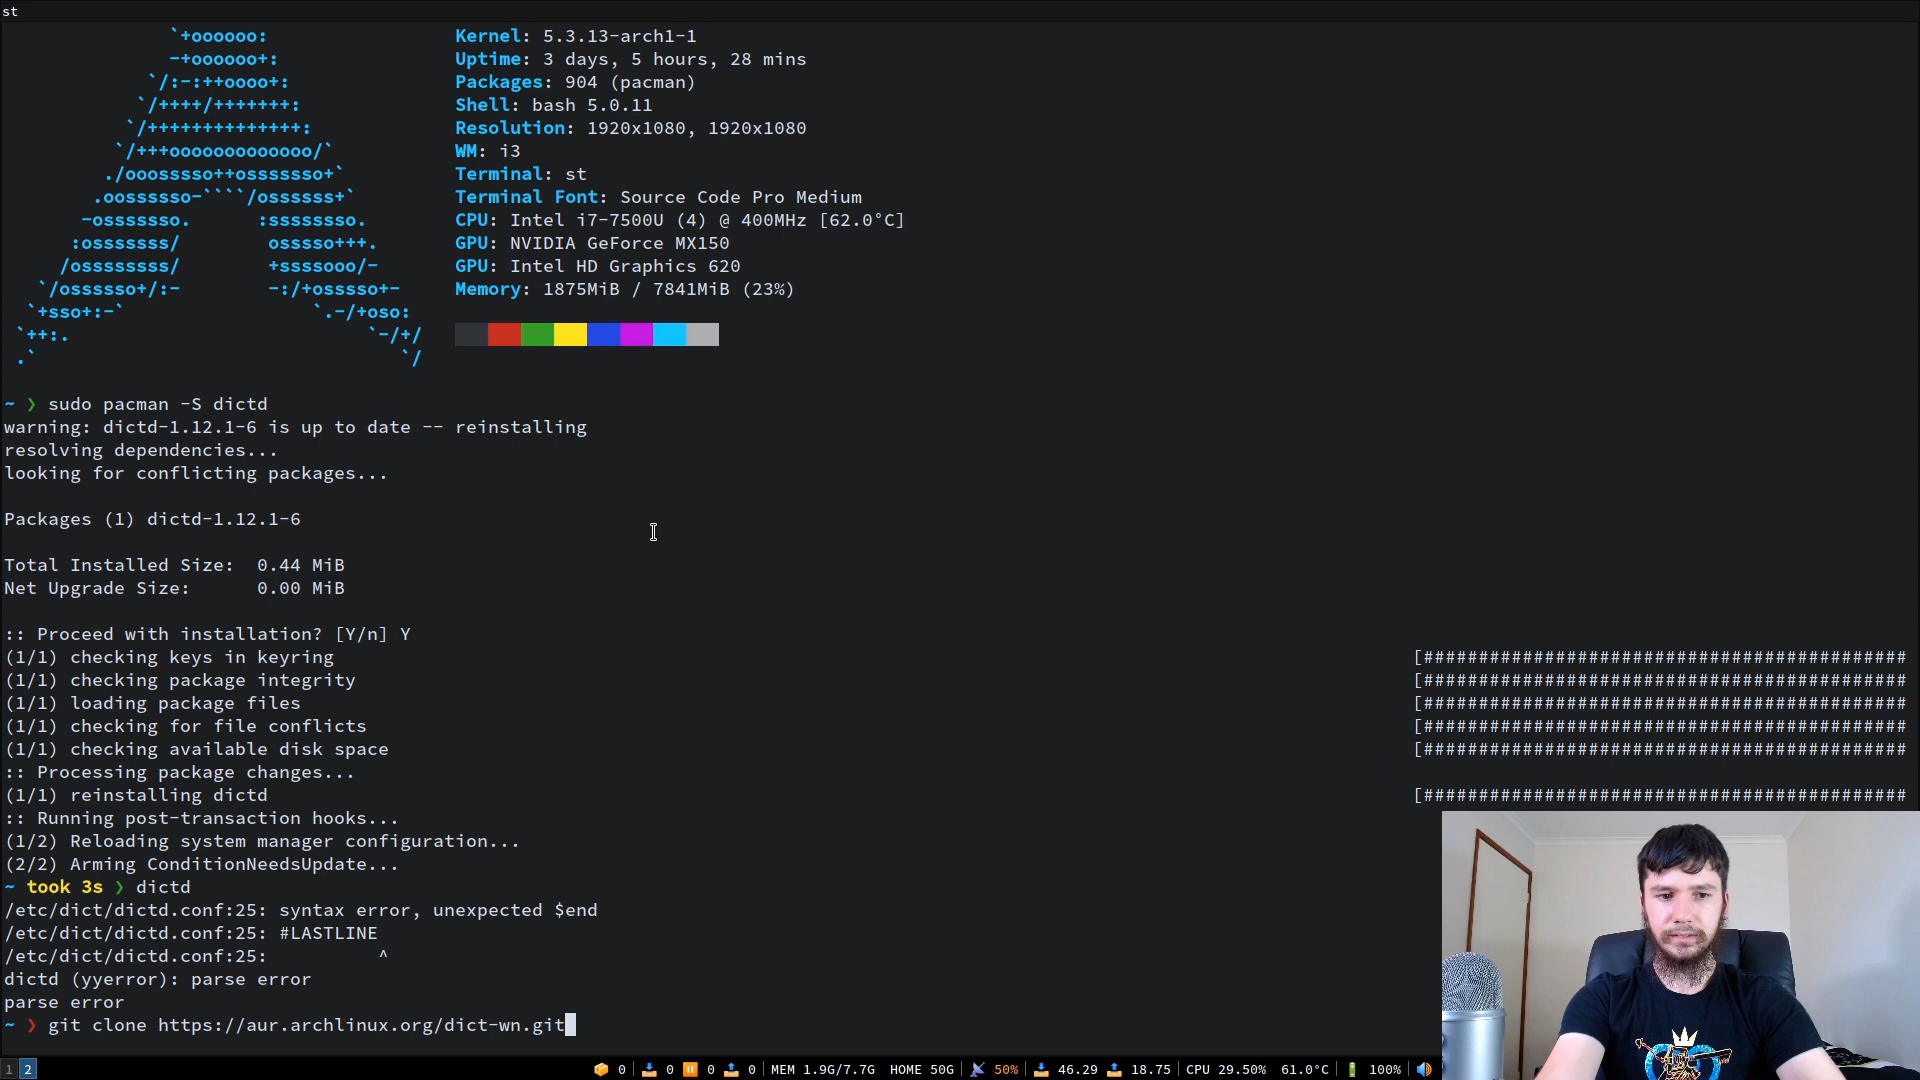 st
`+oooooo:
-+oooooo+:
`/:-:++oooo+:
`/++++/+++++++:
`/++++++++++++++:
`/+++ooooooooooooo/`
./ooosssso++osssssso+`
.oossssso-````/ossssss+`
-osssssso. :ssssssso.
:osssssss/ osssso+++.
/ossssssss/ +ssssooo/-
`/ossssso+/:- -:/+osssso+-
`+sso+:-` `.-/+oso:
`++:. `-/+/
.` `/
Kernel: 5.3.13-arch1-1
Uptime: 3 days, 5 hours, 28 mins
Packages: 904 (pacman)
Shell: bash 5.0.11
Resolution: 1920x1080, 1920x1080
WM: i3
Terminal: st
Terminal Font: Source Code Pro Medium
CPU: Intel i7-7500U (4) @ 400MHz [62.0°C]
GPU: NVIDIA GeForce MX150
GPU: Intel HD Graphics 620
Memory: 1875MiB / 7841MiB (23%)
~ ❯ sudo pacman -S dictd
warning: dictd-1.12.1-6 is up to date -- reinstalling
resolving dependencies...
looking for conflicting packages...
Packages (1) dictd-1.12.1-6
Total Installed Size: 0.44 MiB
Net Upgrade Size: 0.00 MiB
:: Proceed with installation? [Y/n] Y
(1/1) checking keys in keyring [############################################
(1/1) checking package integrity [############################################
(1/1) loading package files [############################################
(1/1) checking for file conflicts [############################################
(1/1) checking available disk space [############################################
:: Processing package changes...
(1/1) reinstalling dictd [############################################
:: Running post-transaction hooks...
(1/2) Reloading system manager configuration...
(2/2) Arming ConditionNeedsUpdate...
~ took 3s ❯ dictd
/etc/dict/dictd.conf:25: syntax error, unexpected $end
/etc/dict/dictd.conf:25: #LASTLINE
/etc/dict/dictd.conf:25: ^
dictd (yyerror): parse error
parse error
~ ❯ git clone https://aur.archlinux.org/dict-wn.git
1 2 0 0 0 0 MEM 1.9G/7.7G HOME 50G 50% 46.29 18.75 CPU 29.50% 61.0°C 100%